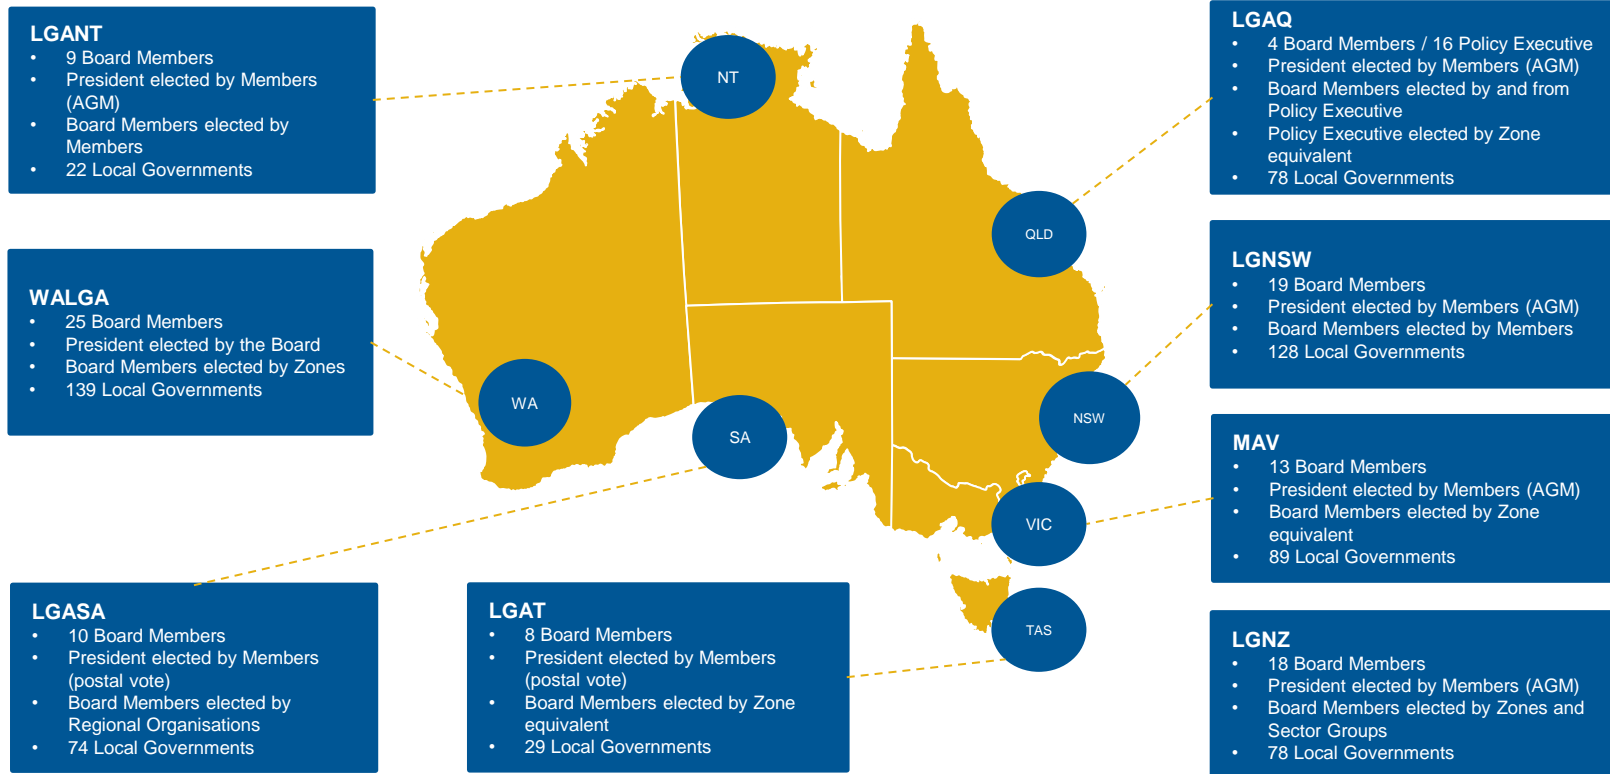 LGANT
• 9 Board Members
• President elected by Members
(AGM)
• Board Members elected by
Members
• 22 Local Governments
NT
LGAQ
• 4 Board Members / 16 Policy Executive
• President elected by Members (AGM)
• Board Members elected by and from
Policy Executive
• Policy Executive elected by Zone
equivalent
• 78 Local Governments
QLD
WALGA
• 25 Board Members
• President elected by the Board
• Board Members elected by Zones
• 139 Local Governments
WA
LGNSW
• 19 Board Members
• President elected by Members (AGM)
• Board Members elected by Members
• 128 Local Governments
NSW
SA
MAV
• 13 Board Members
• President elected by Members (AGM)
• Board Members elected by Zone
equivalent
• 89 Local Governments
VIC
LGASA
• 10 Board Members
• President elected by Members
(postal vote)
• Board Members elected by
Regional Organisations
• 74 Local Governments
LGAT
• 8 Board Members
• President elected by Members
(postal vote)
• Board Members elected by Zone
equivalent
• 29 Local Governments
TAS
LGNZ
• 18 Board Members
• President elected by Members (AGM)
• Board Members elected by Zones and
Sector Groups
• 78 Local Governments